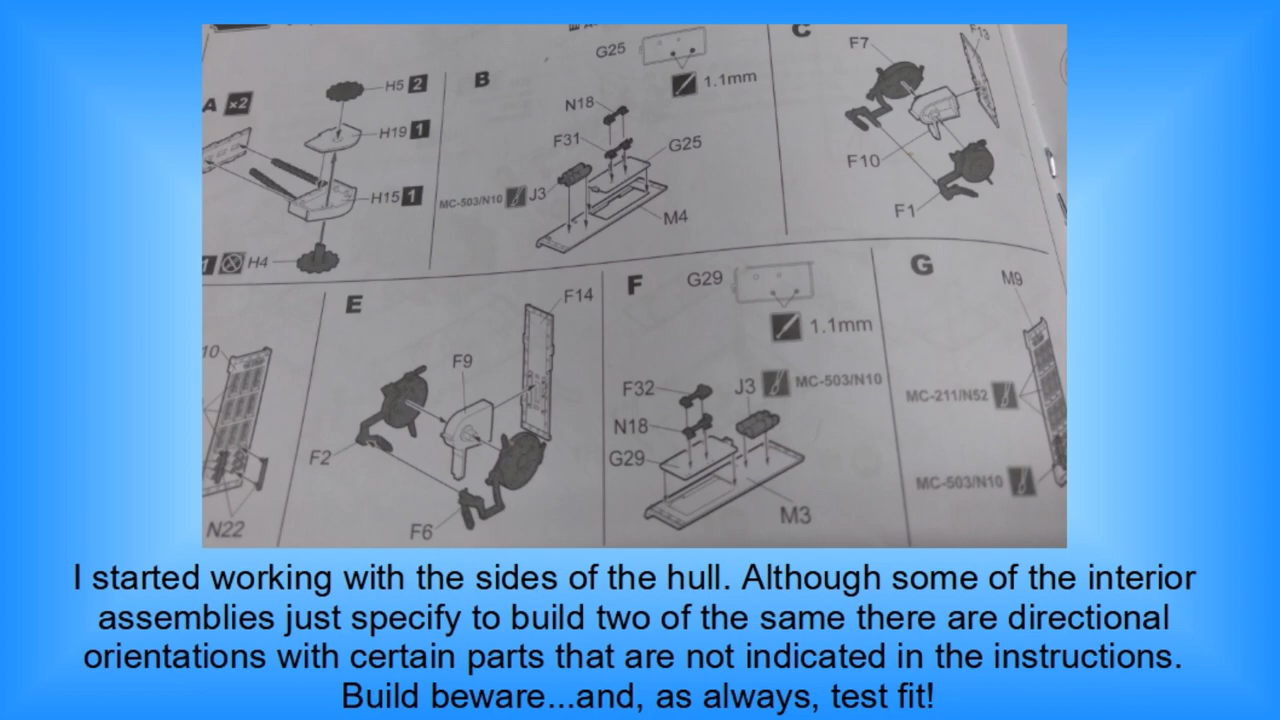 G25
1.1mm
C
F7
F13
F10
F1
A x2
H5 2
H19 1
H15 1
1 H4
B
N18
F31
G25
MC-503/N10 J3
M4
10
N22
E
F14
F9
F2
F6
F
G29
1.1mm
F32
J3 MC-503/N10
N18
G29
M3
G
M9
MC-211/N52
MC-503/N10
I started working with the sides of the hull. Although some of the interior
assemblies just specify to build two of the same there are directional
orientations with certain parts that are not indicated in the instructions.
Build beware...and, as always, test fit!